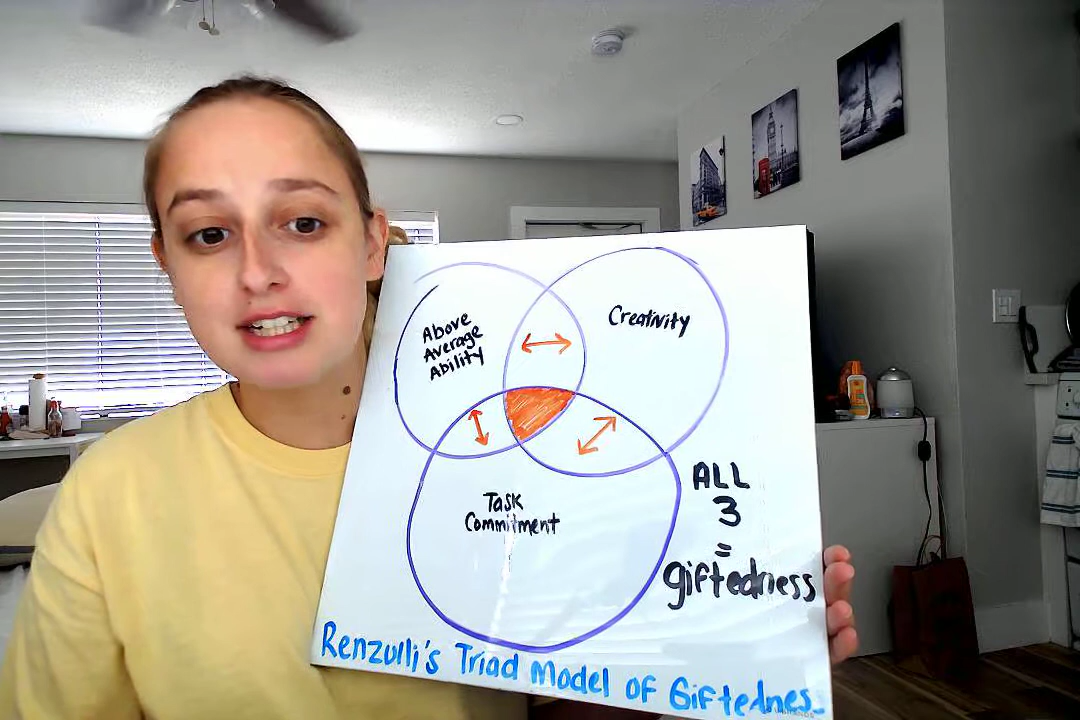 Above
Average
Ability
Creativity
Task
Commitment
ALL
3
=
giftedness
Renzulli's Triad Model of Giftednes